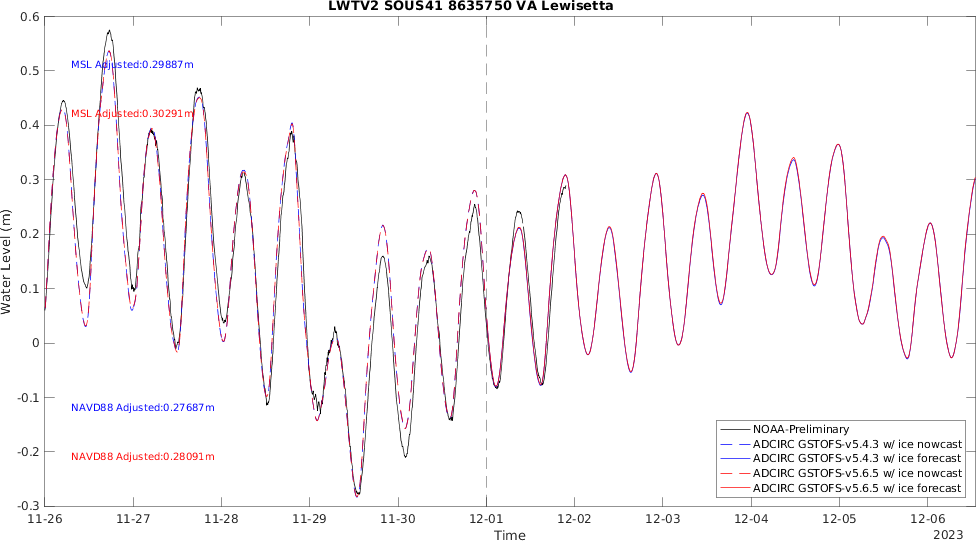 LWTV2 SOUS41 8635750 VA Lewisetta
0.6
0.5
0.4
0.3
0.2
0.1
0
-0.1
-0.2
-0.3
Water Level (m)
MSL Adjusted:0.29887m
MSL Adjusted:0.30291m
NAVD88 Adjusted:0.27687m
NAVD88 Adjusted:0.28091m
NOAA-Preliminary
ADCIRC GSTOFS-v5.4.3 w/ ice nowcast
ADCIRC GSTOFS-v5.4.3 w/ ice forecast
ADCIRC GSTOFS-v5.6.5 w/ ice nowcast
ADCIRC GSTOFS-v5.6.5 w/ ice forecast
11-26 11-27 11-28 11-29 11-30 12-01 12-02 12-03 12-04 12-05 12-06
Time
2023